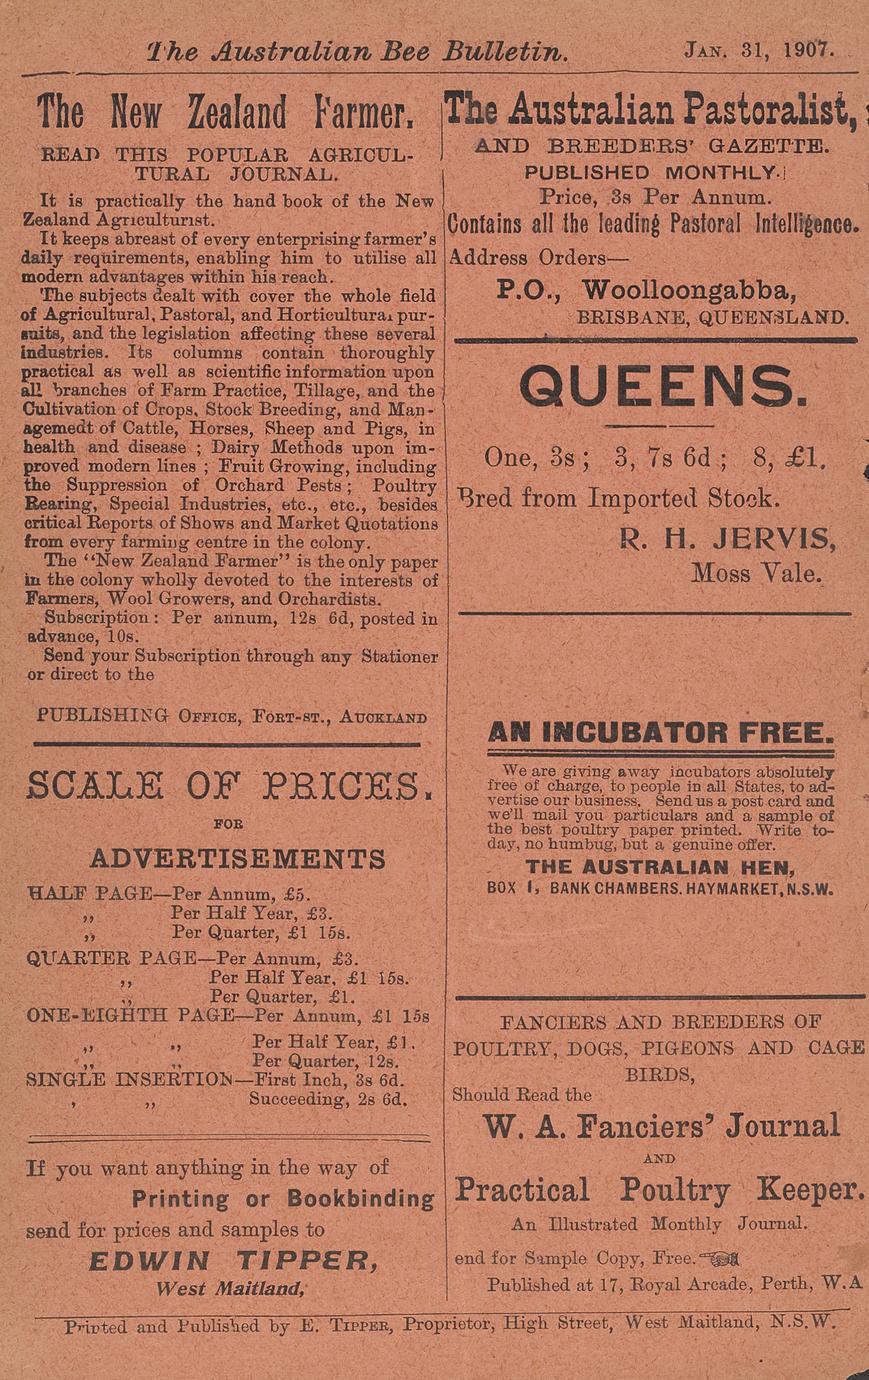 The Australian Bee Bulletin. JAN. 31, 1907.
The New Zealand Farmer.
READ THIS POPULAR AGRICUL-
TURAL JOURNAL.
It is practically the hand book of the New
Zealand Agriculturist.
It keeps abreast of every enterprising farmer's
daily requirements, enabling him to utilise all
modern advantages within his reach.
The subjects dealt with cover the whole field
of Agricultural, Pastoral, and Horticultural pur-
suits, and the legislation affecting these several
industries. Its columns contain thoroughly
practical as well as scientific information upon
all branches of Farm Practice, Tillage, and the
Cultivation of Crops, Stock Breeding, and Man-
agemedt of Cattle, Horses, Sheep and Pigs, in
health and disease ; Dairy Methods upon im-
proved modern lines ; Fruit Growing, including
the Suppression of Orchard Pests ; Poultry
Rearing, Special Industries, etc., etc., besides
critical Reports of Shows and Market Quotations
from every farming centre in the colony.
The "New Zealand Farmer" is the only paper
in the colony wholly devoted to the interests of
Farmers, Wool Growers, and Orchardists.
Subscription : Per annum, 12s 6d, posted in
advance, 10s.
Send your Subscription through any Stationer
or direct to the
PUBLISHING OFFICE, FORT-ST., AUCKLAND
SCALE OF PRICES.
FOR
ADVERTISEMENTS
HALF PAGE—Per Annum, £5.
,, Per Half Year, £3.
,, Per Quarter, £1 15s.
QUARTER PAGE—Per Annum, £3.
,, Per Half Year, £1 15s.
,, Per Quarter, £1.
ONE-EIGHTH PAGE—Per Annum, £1 15s
,, ,, Per Half Year, £1.
,, ,, Per Quarter, 12s.
SINGLE INSERTION—First Inch, 3s 6d.
, ,, Succeeding, 2s 6d.
If you want anything in the way of
Printing or Bookbinding
send for prices and samples to
EDWIN TIPPER,
West Maitland,
The Australian Pastoralist,
AND BREEDERS' GAZETTE.
PUBLISHED MONTHLY.
Price, 3s Per Annum.
Contains all the leading Pastoral Intelligence.
Address Orders—
P.O., Woolloongabba,
BRISBANE, QUEENSLAND.
QUEENS.
One, 3s ; 3, 7s 6d ; 8, £1.
Bred from Imported Stock.
R. H. JERVIS,
Moss Vale.
AN INCUBATOR FREE.
We are giving away incubators absolutely
free of charge, to people in all States, to ad-
vertise our business. Send us a post card and
we'll mail you particulars and a sample of
the best poultry paper printed. Write to-
day, no humbug, but a genuine offer.
THE AUSTRALIAN HEN,
BOX 1, BANK CHAMBERS. HAYMARKET, N.S.W.
FANCIERS AND BREEDERS OF
POULTRY, DOGS, PIGEONS AND CAGE
BIRDS,
Should Read the
W. A. Fanciers' Journal
AND
Practical Poultry Keeper.
An Illustrated Monthly Journal.
end for Sample Copy, Free.
Published at 17, Royal Arcade, Perth, W.A
Printed and Published by E. TIPPER, Proprietor, High Street, West Maitland, N.S.W.